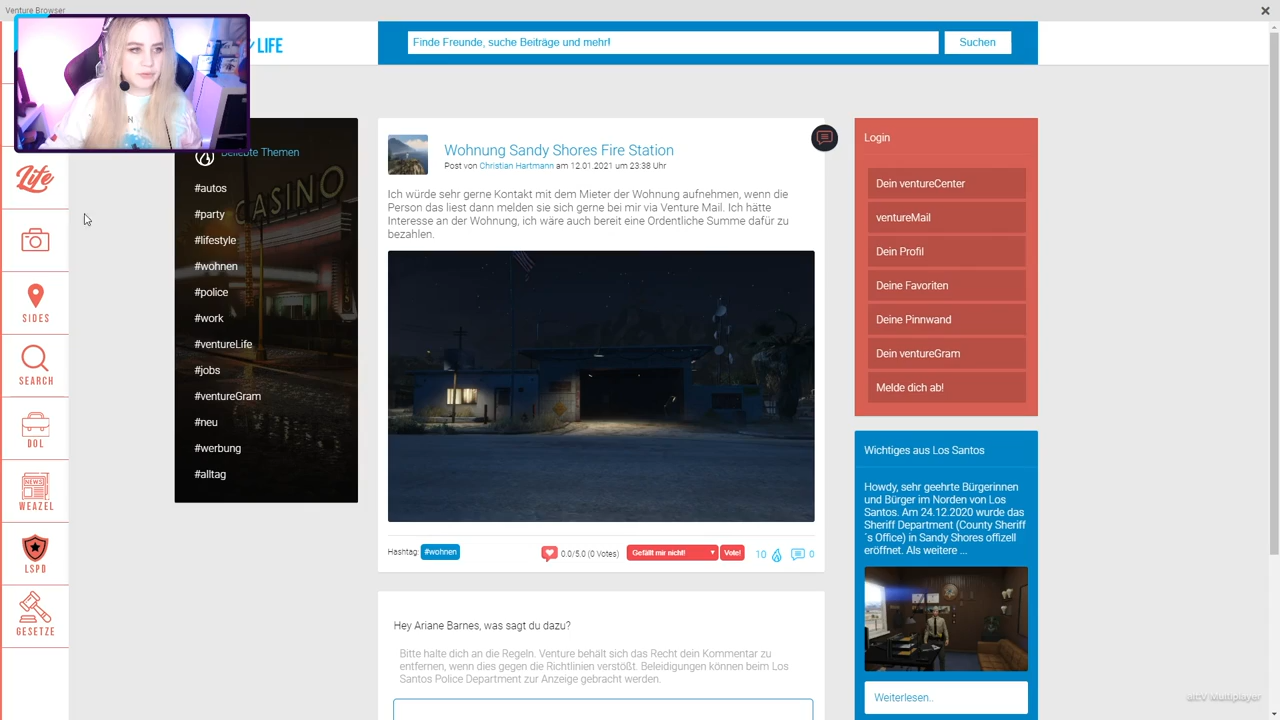 Venture Browser
LIFE
Finde Freunde, suche Beiträge und mehr!
Suchen
Life
SIDES
SEARCH
DOL
NEWS
WEAZEL
LSPD
GESETZE
Beliebte Themen
#autos
#party
#lifestyle
#wohnen
#police
#work
#ventureLife
#jobs
#ventureGram
#neu
#werbung
#alltag
CASINO
Wohnung Sandy Shores Fire Station
Post von Christian Hartmann am 12.01.2021 um 23:38 Uhr
Ich würde sehr gerne Kontakt mit dem Mieter der Wohnung aufnehmen, wenn die
Person das liest dann melden sie sich gerne bei mir via Venture Mail. Ich hätte
Interesse an der Wohnung, ich wäre auch bereit eine Ordentliche Summe dafür zu
bezahlen.
Hashtag: #wohnen
0.0/5.0 (0 Votes)
Gefällt mir nicht!
Vote!
10
0
Hey Ariane Barnes, was sagt du dazu?
Bitte halte dich an die Regeln. Venture behält sich das Recht dein Kommentar zu
entfernen, wenn dies gegen die Richtlinien verstößt. Beleidigungen können beim Los
Santos Police Department zur Anzeige gebracht werden.
Login
Dein ventureCenter
ventureMail
Dein Profil
Deine Favoriten
Deine Pinnwand
Dein ventureGram
Melde dich ab!
Wichtiges aus Los Santos
Howdy, sehr geehrte Bürgerinnen
und Bürger im Norden von Los
Santos. Am 24.12.2020 wurde das
Sheriff Department (County Sheriff
´s Office) in Sandy Shores offizell
eröffnet. Als weitere ...
Weiterlesen..
alt:V Multiplayer